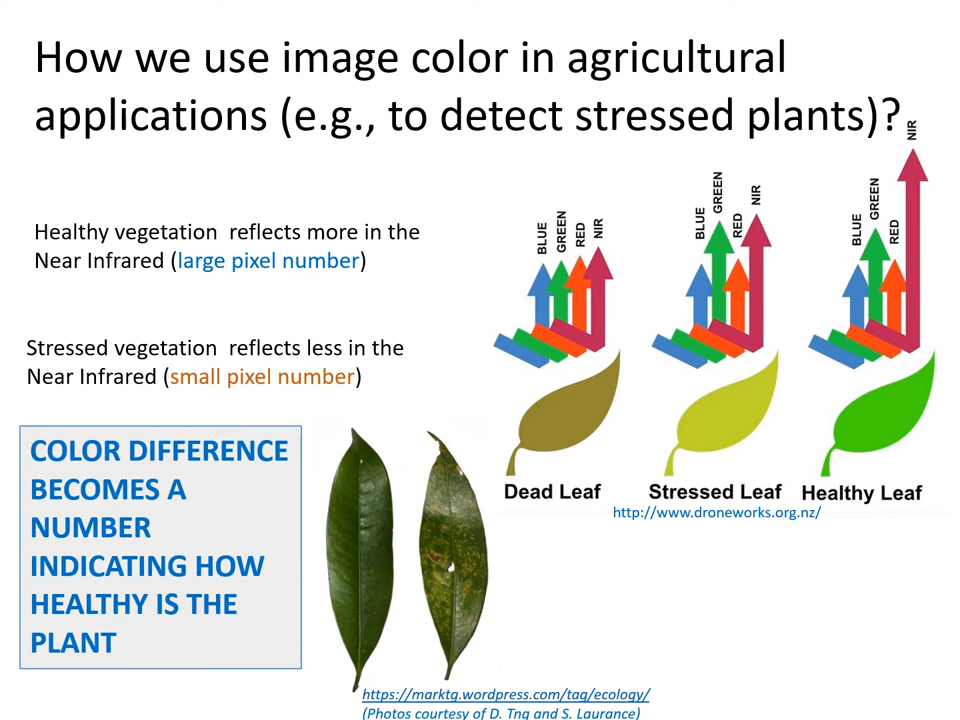 How we use image color in agricultural
applications (e.g., to detect stressed plants)?
Healthy vegetation reflects more in the
Near Infrared (large pixel number)
Stressed vegetation reflects less in the
Near Infrared (small pixel number)
COLOR DIFFERENCE
BECOMES A
NUMBER
INDICATING HOW
HEALTHY IS THE
PLANT
BLUE
GREEN
RED
NIR
Dead Leaf
BLUE
GREEN
RED
NIR
Stressed Leaf
BLUE
GREEN
RED
NIR
Healthy Leaf
http://www.droneworks.org.nz/
https://marktg.wordpress.com/tag/ecology/
(Photos courtesy of D. Tng and S. Laurance)